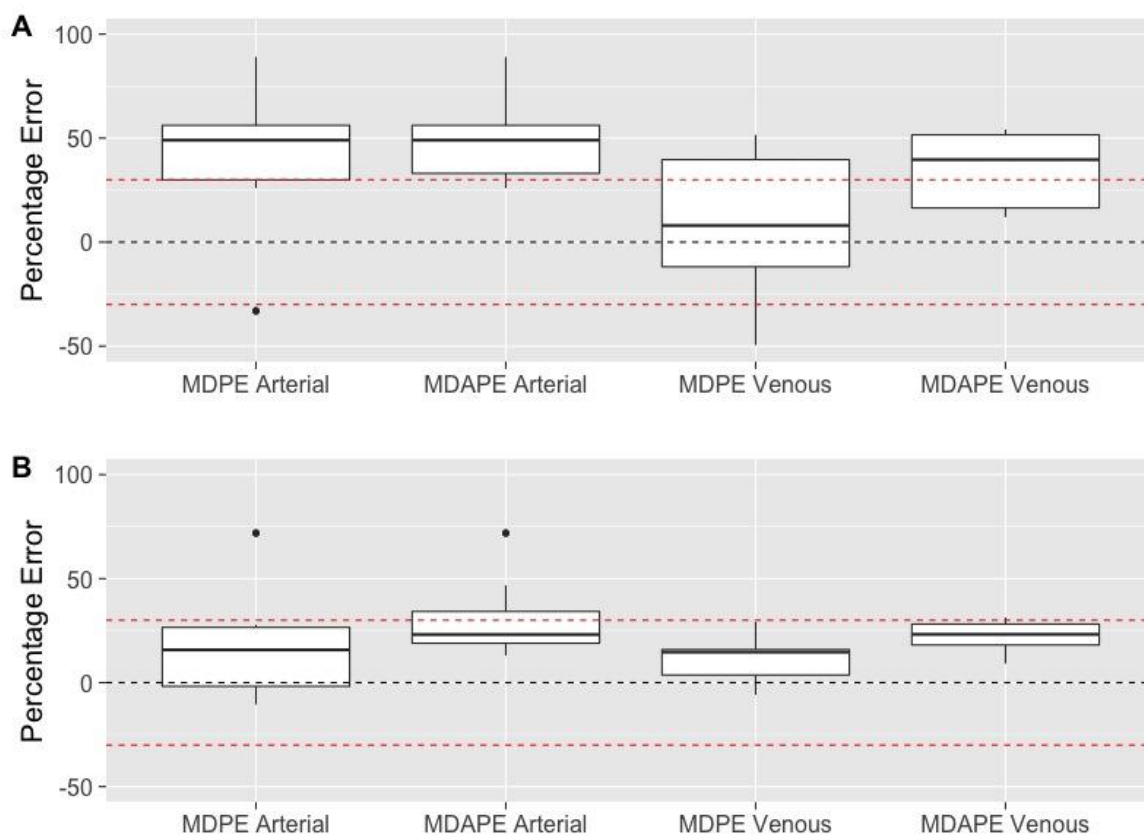 A
100
50
0
-50
Percentage Error
MDPE Arterial MDAPE Arterial MDPE Venous MDAPE Venous
B
100
50
0
-50
Percentage Error
MDPE Arterial MDAPE Arterial MDPE Venous MDAPE Venous